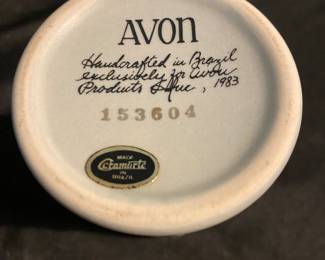 AVON
Handcrafted in Brazil
exclusively for Avon
Products Inc., 1983
153604
MADE
Ceramarte
IN
BRAZIL